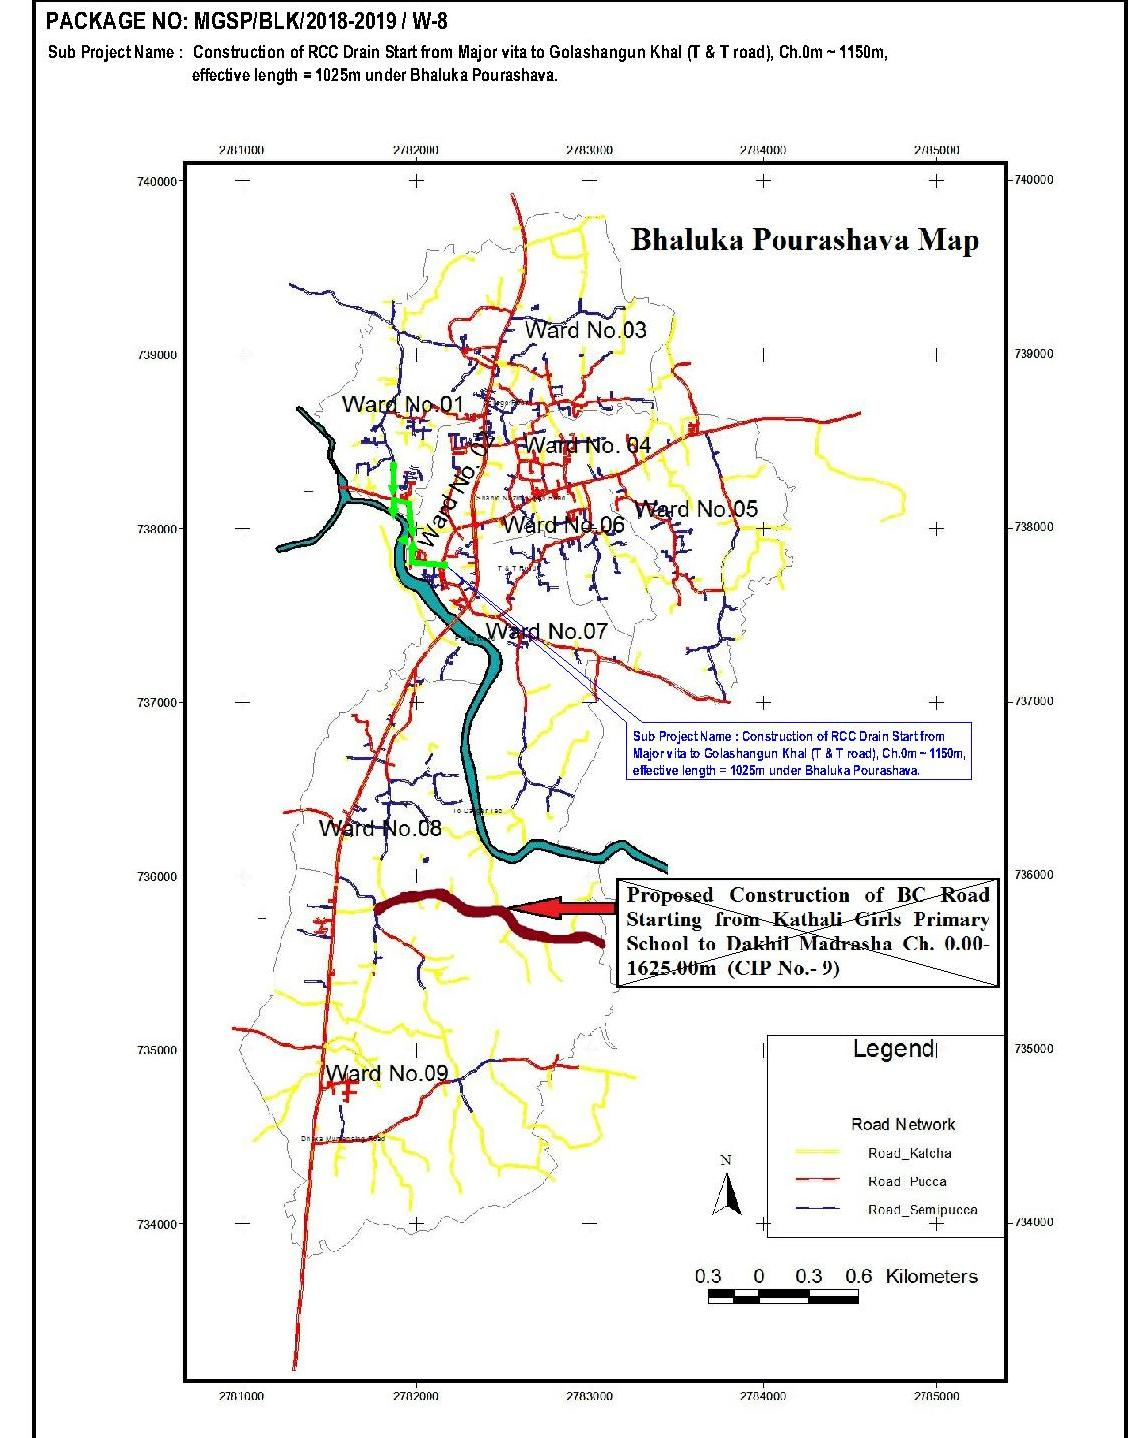 PACKAGE NO: MGSP/BLK/2018-2019 / W-8
Sub Project Name : Construction of RCC Drain Start from Major vita to Golashangun Khal (T & T road), Ch.0m ~ 1150m,
effective length = 1025m under Bhaluka Pourashava.
2781000 2782000 2783000 2784000 2785000
740000 740000
Bhaluka Pourashava Map
Ward No.03
739000 739000
Ward No.01
Ward No. 04
Ward No.
Ward No.05
Ward No.06
738000 738000
T & T Road
Ward No.07
737000 737000
Sub Project Name : Construction of RCC Drain Start from
Major vita to Golashangun Khal (T & T road), Ch.0m ~ 1150m,
effective length = 1025m under Bhaluka Pourashava.
Ward No.08
736000 736000
Proposed Construction of BC Road
Starting from Kathali Girls Primary
School to Dakhil Madrasha Ch. 0.00-
1625.00m (CIP No.- 9)
735000 735000
Legend
Ward No.09
Road Network
Dhaka Mymensing Road
Road_Katcha
N
Road_Pucca
Road_Semipucca
734000 734000
0.3 0 0.3 0.6 Kilometers
2781000 2782000 2783000 2784000 2785000